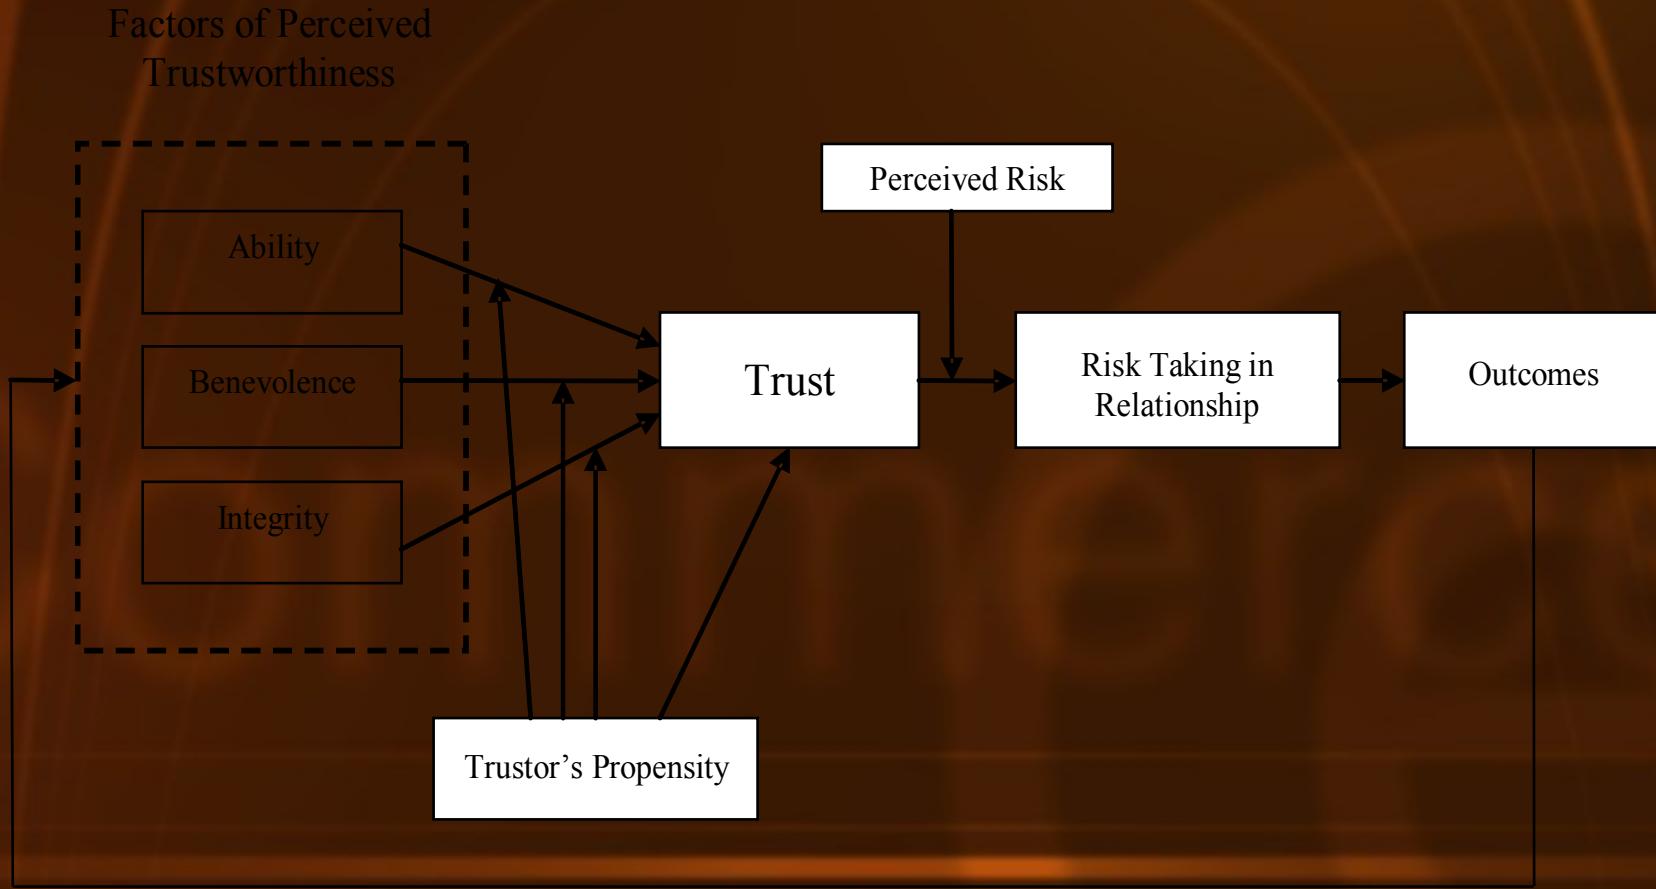 Factors of Perceived
Trustworthiness
Perceived Risk
Ability
Benevolence
Integrity
Trust
Risk Taking in
Relationship
Outcomes
Trustor’s Propensity